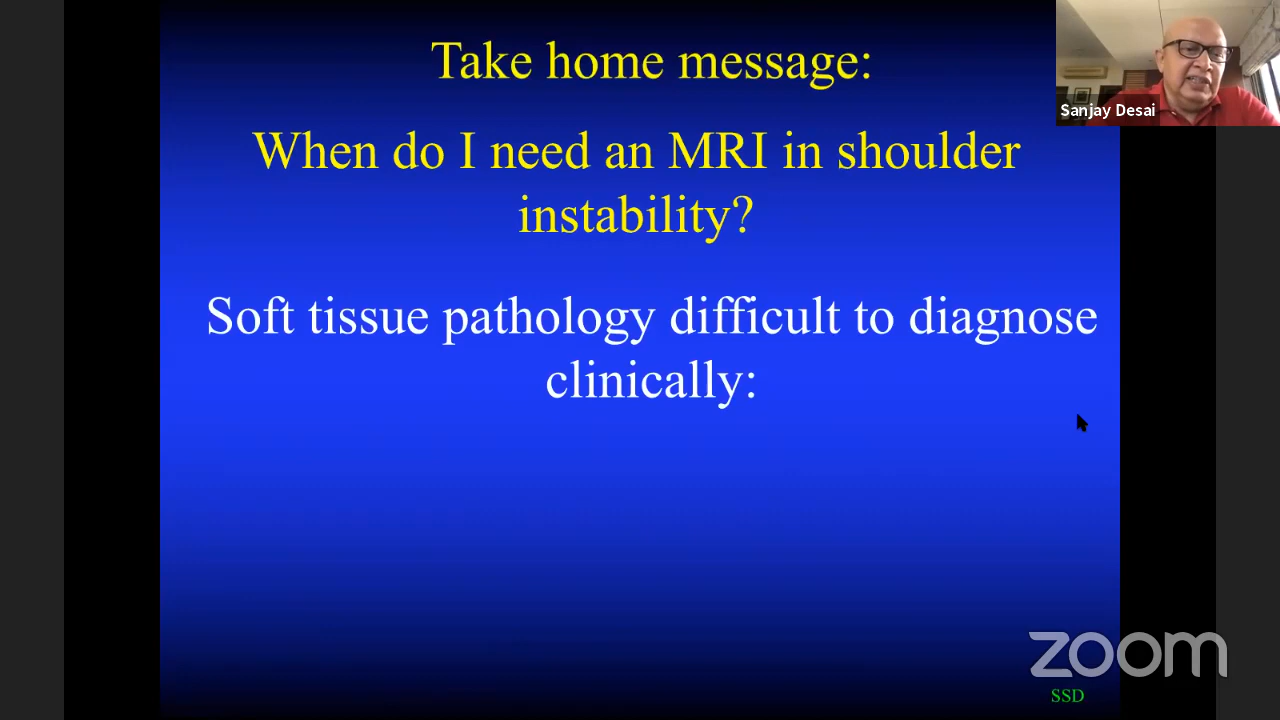 Take home message:
When do I need an MRI in shoulder
instability?
Soft tissue pathology difficult to diagnose
clinically:
Sanjay Desai
zoom
SSD